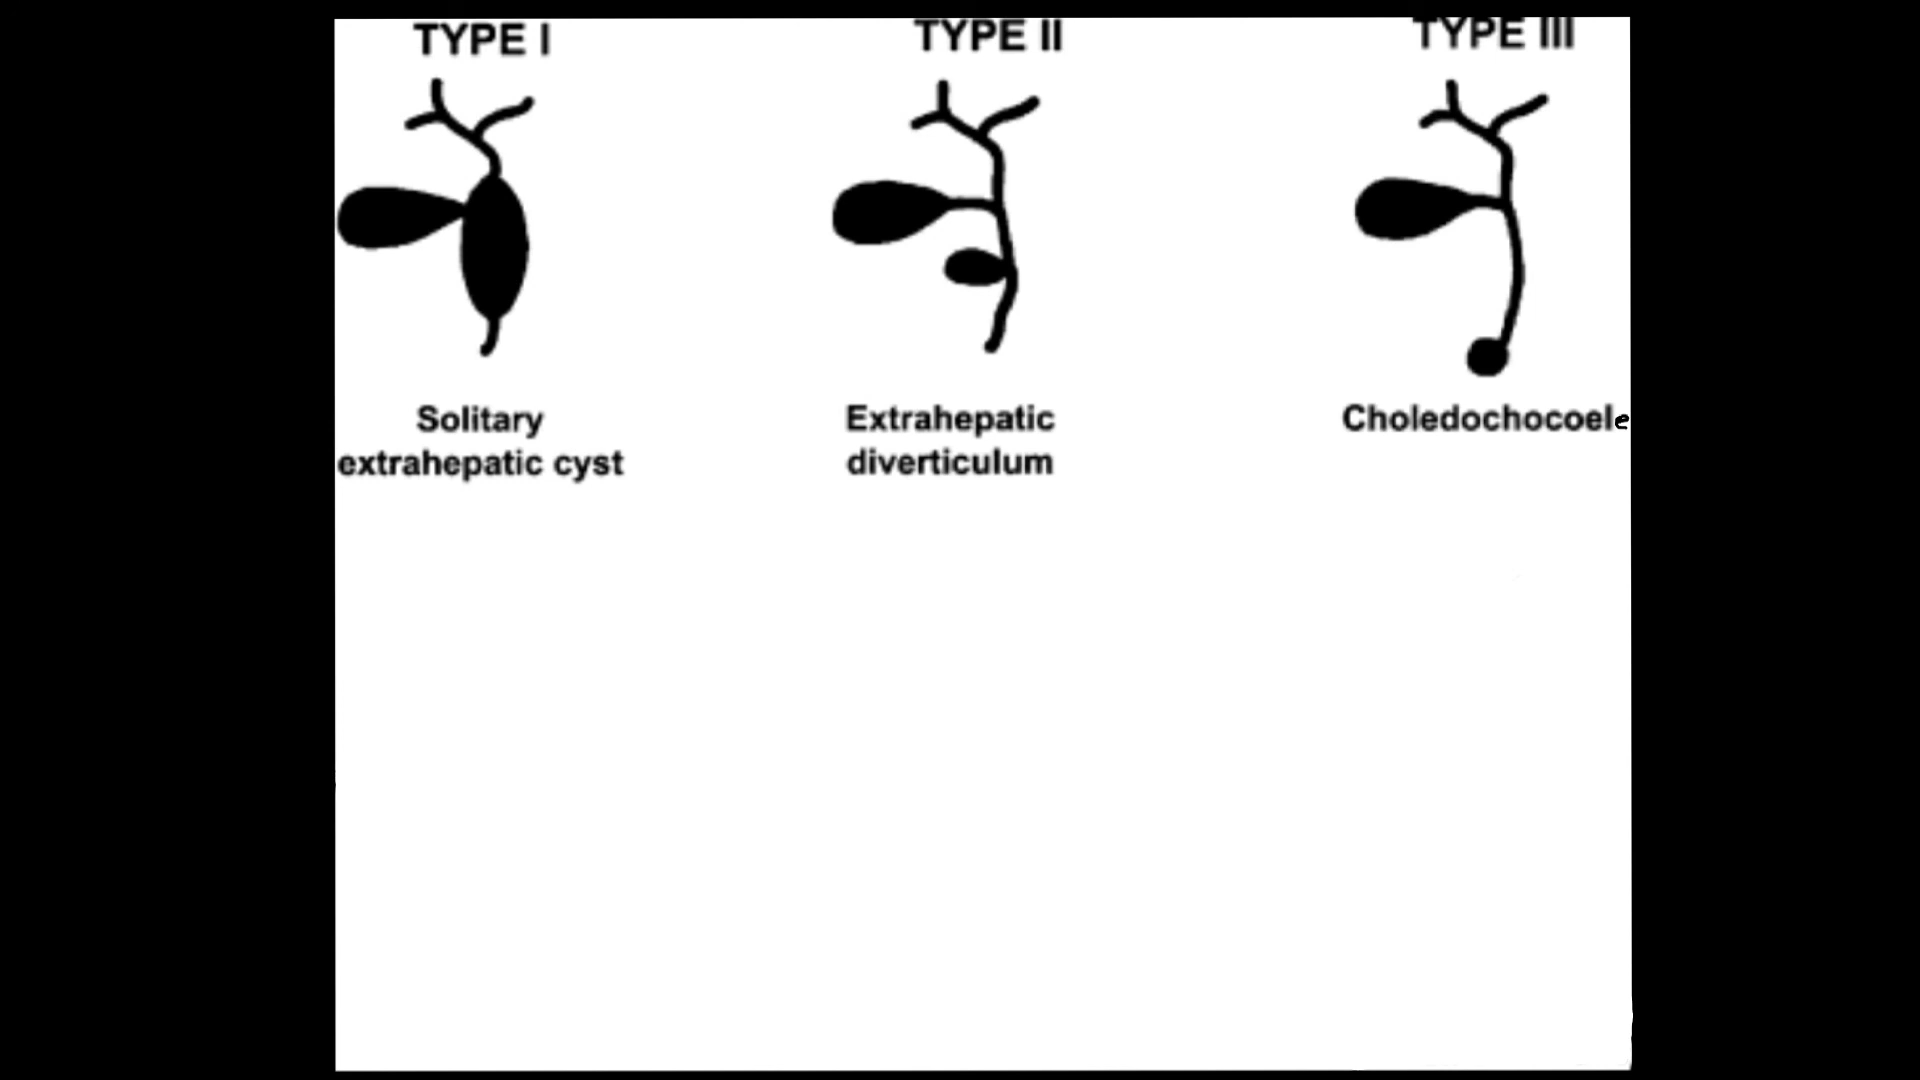 TYPE I
TYPE II
TYPE III
Solitary
extrahepatic cyst
Extrahepatic
diverticulum
Choledochocoele